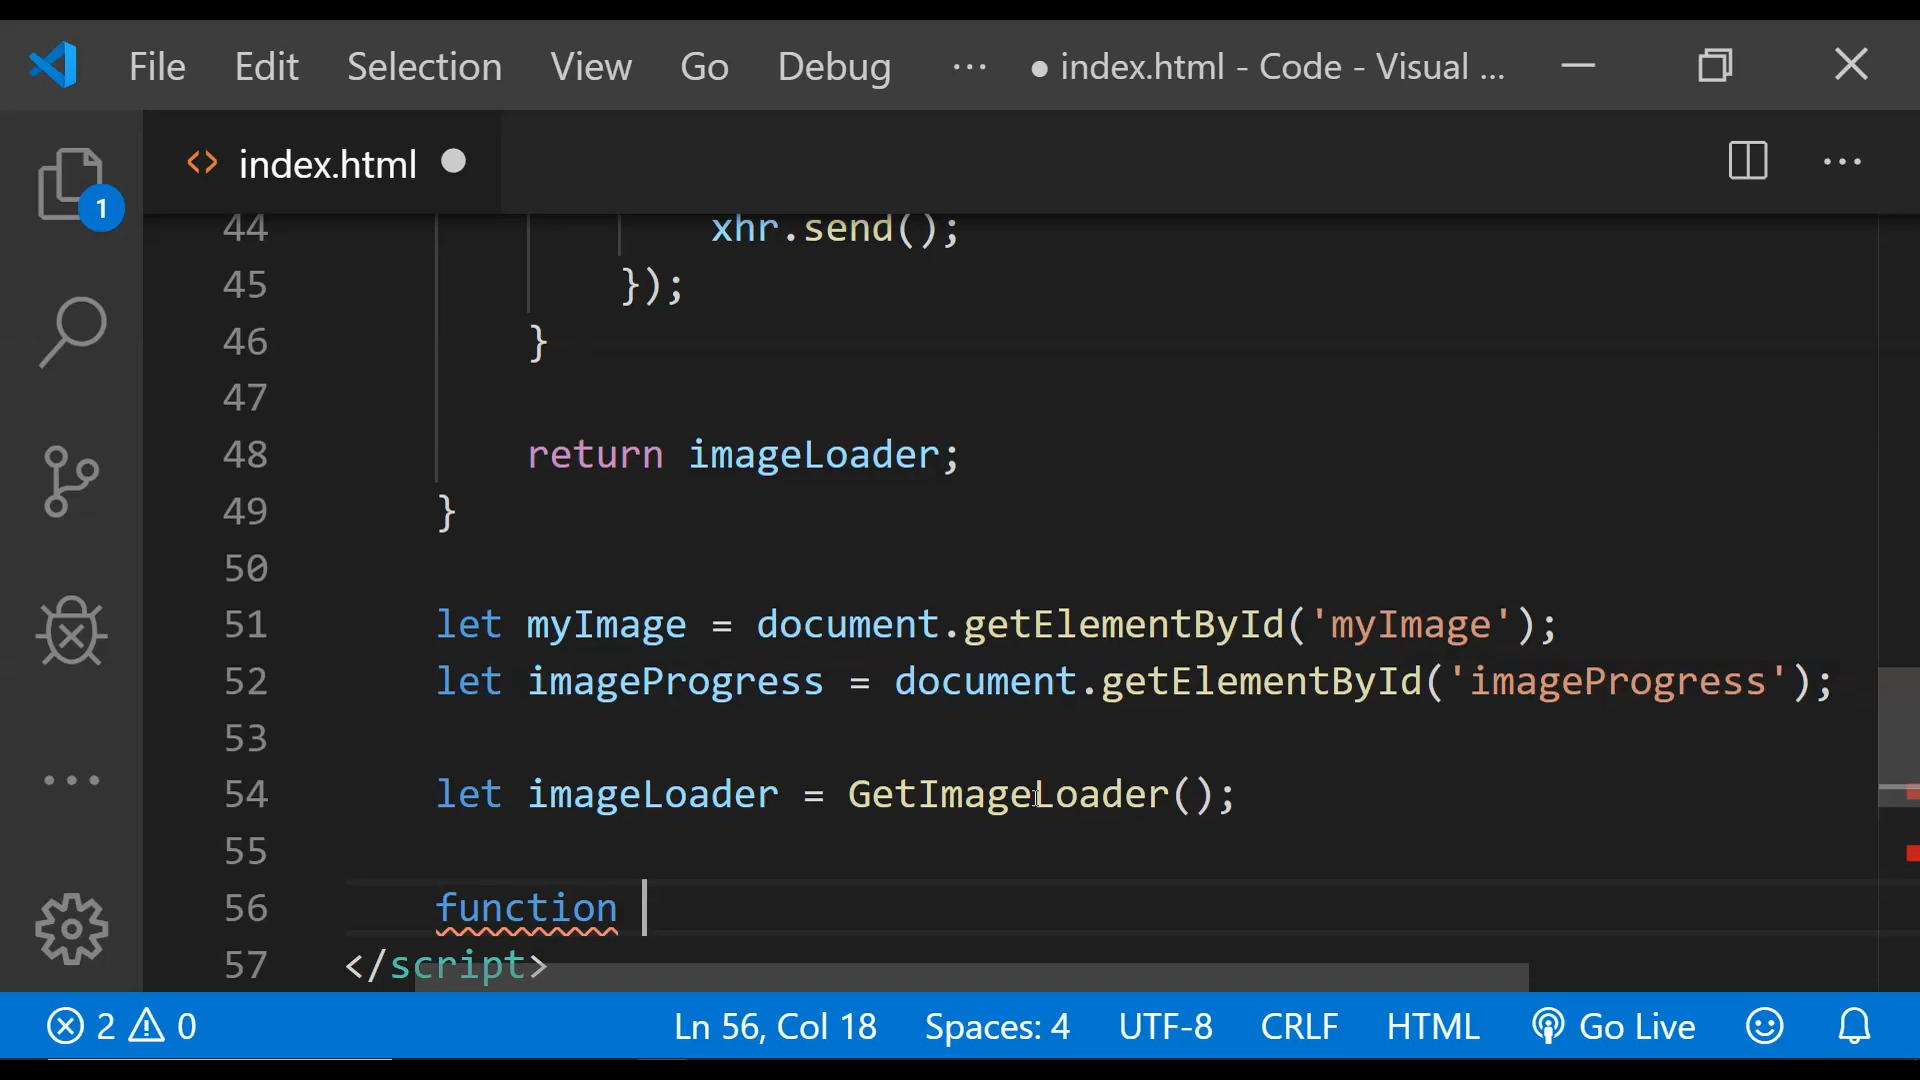 File Edit Selection View Go Debug ... ● index.html - Code - Visual ...
1
<> index.html ● ...
44 xhr.send();
45 });
46 }
47
48 return imageLoader;
49 }
50
51 let myImage = document.getElementById('myImage');
52 let imageProgress = document.getElementById('imageProgress');
53
54 let imageLoader = GetImageLoader();
55
56 function
57 </script>
2 0 Ln 56, Col 18 Spaces: 4 UTF-8 CRLF HTML Go Live